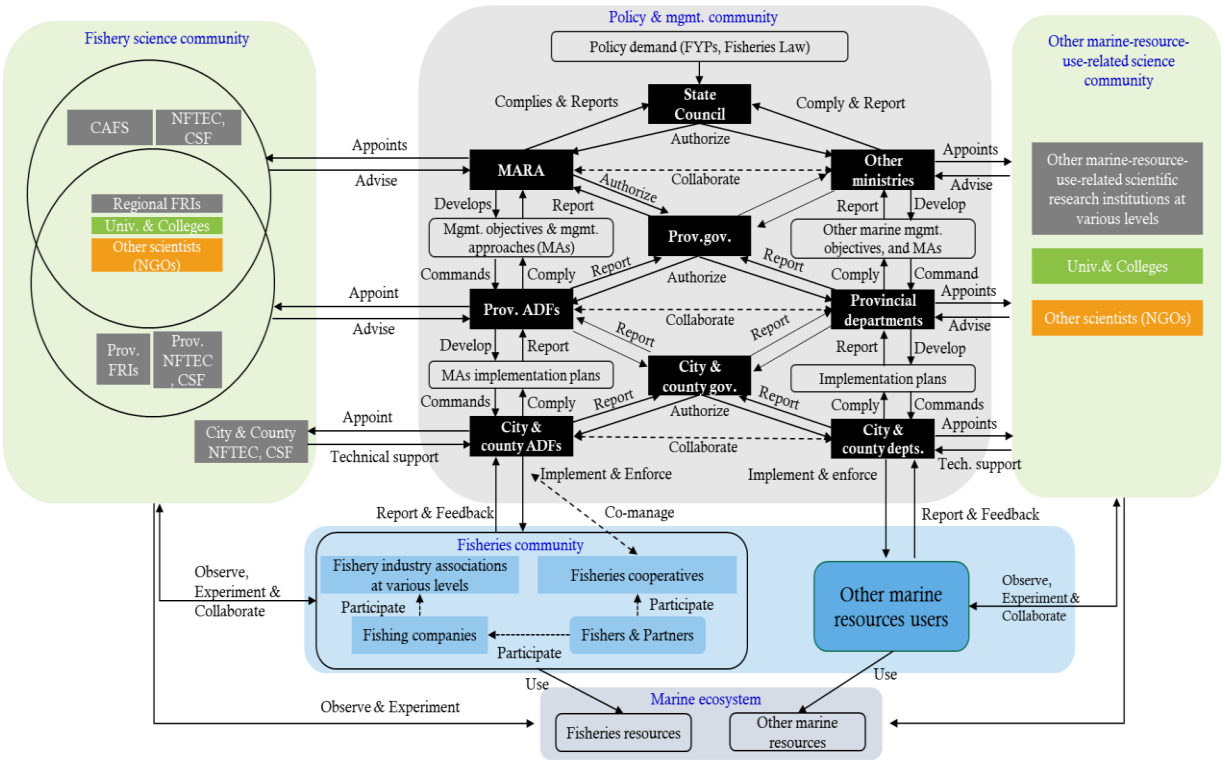 Policy & mgmt. community
Fishery science community
Other marine-resource-
use-related science
community
Policy demand (FYPs, Fisheries Law)
Complies & Reports
State
Council
Comply & Report
Authorize
CAFS
NFTEC,
CSF
Appoints
Advise
MARA
Collaborate
Other
ministries
Appoints
Advise
Other marine-resource-
use-related scientific
research institutions at
various levels
Regional FRIs
Univ. & Colleges
Other scientists
(NGOs)
Develops
Report
Authorize
Report
Develop
Mgmt. objectives & mgmt.
approaches (MAs)
Prov.gov.
Other marine mgmt.
objectives, and MAs
Univ.& Colleges
Commands
Comply
Report
Authorize
Report
Comply
Command
Appoint
Advise
Prov. ADFs
Collaborate
Provincial
departments
Appoints
Advise
Other scientists (NGOs)
Prov.
FRIs
Prov.
NFTEC
, CSF
Develop
Report
Report
Report
Report
Develop
MAs implementation plans
City &
county gov.
Implementation plans
Commands
Comply
Report
Authorize
Report
Comply
Commands
City & County
NFTEC, CSF
Appoint
Technical support
City &
county ADFs
Collaborate
City &
county depts.
Appoints
Tech. support
Implement & Enforce
Implement & enforce
Report & Feedback
Co-manage
Report & Feedback
Fisheries community
Fishery industry associations
at various levels
Fisheries cooperatives
Observe,
Experiment &
Collaborate
Participate
Participate
Other marine
resources users
Observe,
Experiment &
Collaborate
Fishing companies
Fishers & Partners
Participate
Use
Use
Marine ecosystem
Observe & Experiment
Fisheries resources
Other marine
resources